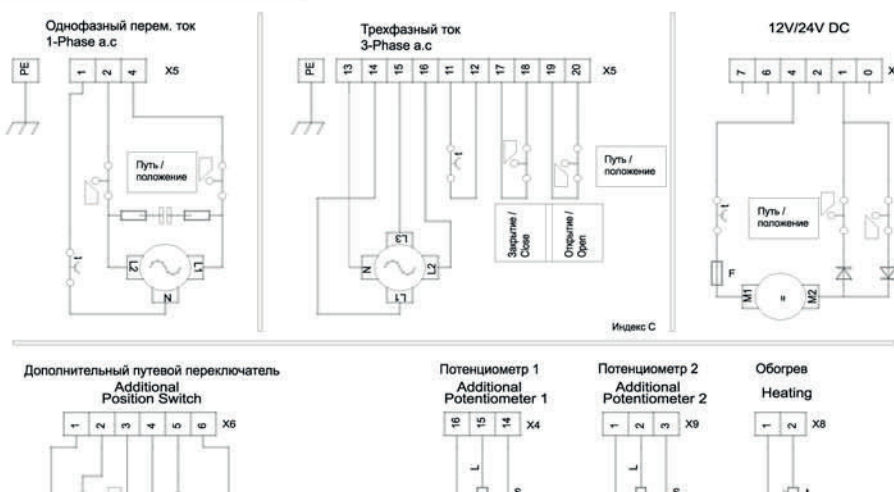 Однофазный перем. ток
1-Phase a.c
PE
1 2 4 X5
Путь /
положение
t
L2 L1
N
Трехфазный ток
3-Phase a.c
PE
13 14 15 16 11 12 17 18 19 20 X5
t
Путь /
положение
Закрытие /
Close
Открытие /
Open
L3
N L2
L1
Индекс C
12V/24V DC
7 6 4 2 1 0 X
t
Путь /
положение
F
M1 M2
Дополнительный путевой переключатель
Additional
Position Switch
1 2 3 4 5 6 X6
Потенциометр 1
Additional
Potentiometer 1
16 15 14 X4
L
Потенциометр 2
Additional
Potentiometer 2
1 2 3 X9
L
Обогрев
Heating
1 2 X8